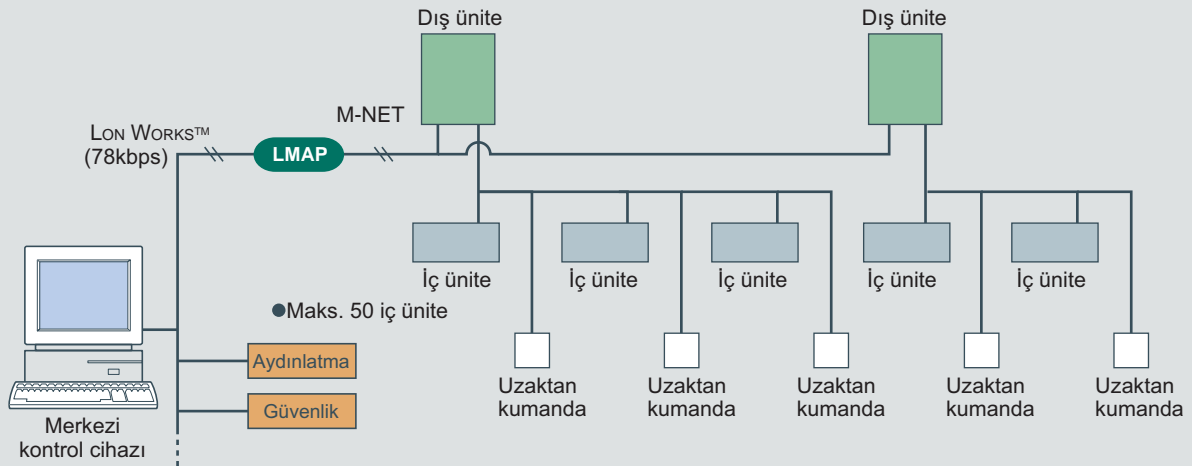 Dış ünite
Dış ünite
M-NET
LON WORKS™
(78kbps)
LMAP
İç ünite
İç ünite
İç ünite
İç ünite
İç ünite
●Maks. 50 iç ünite
Aydınlatma
Güvenlik
Uzaktan
kumanda
Uzaktan
kumanda
Uzaktan
kumanda
Uzaktan
kumanda
Uzaktan
kumanda
Merkezi
kontrol cihazı